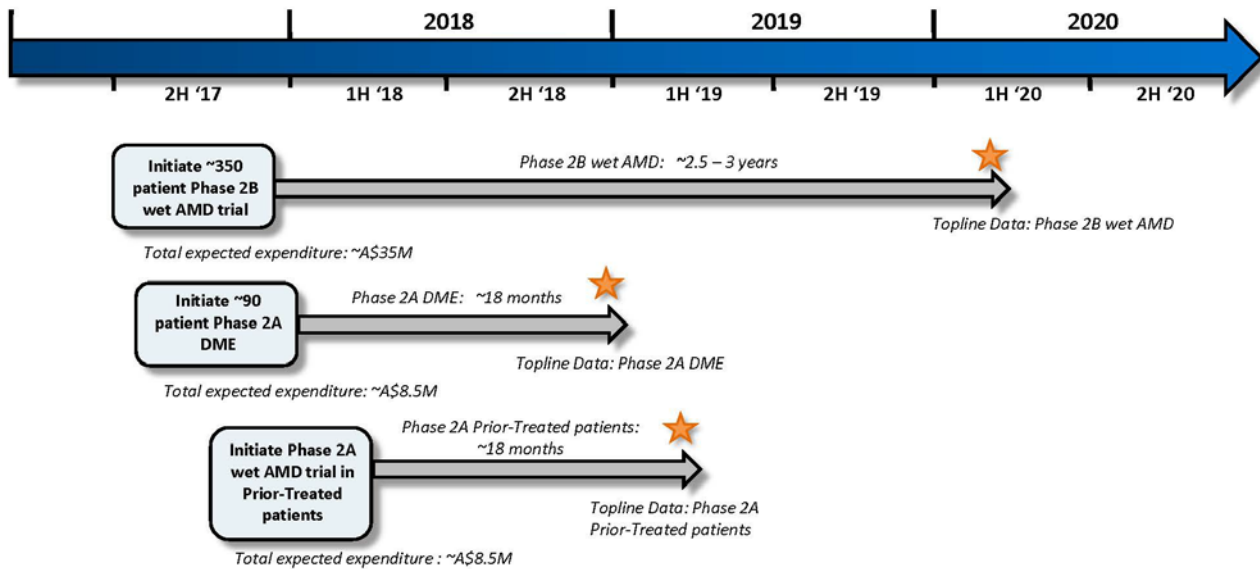 2018 2019 2020
2H ‘17 1H ‘18 2H ‘18 1H ‘19 2H ‘19 1H ‘20 2H ‘20
Initiate ~350
patient Phase 2B
wet AMD trial
Phase 2B wet AMD: ~2.5 – 3 years
Topline Data: Phase 2B wet AMD
Total expected expenditure: ~A$35M
Initiate ~90
patient Phase 2A
DME
Phase 2A DME: ~18 months
Topline Data: Phase 2A DME
Total expected expenditure: ~A$8.5M
Initiate Phase 2A
wet AMD trial in
Prior-Treated
patients
Phase 2A Prior-Treated patients:
~18 months
Topline Data: Phase 2A
Prior-Treated patients
Total expected expenditure : ~A$8.5M